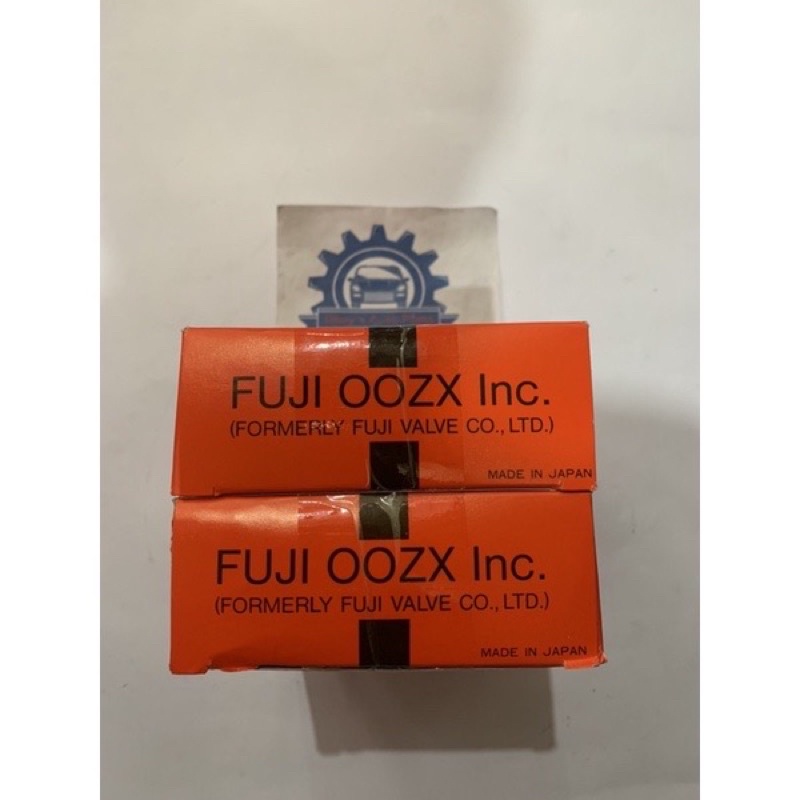 FUJI OOZX Inc.
(FORMERLY FUJI VALVE CO., LTD.)
MADE IN JAPAN
FUJI OOZX Inc.
(FORMERLY FUJI VALVE CO., LTD.)
MADE IN JAPAN